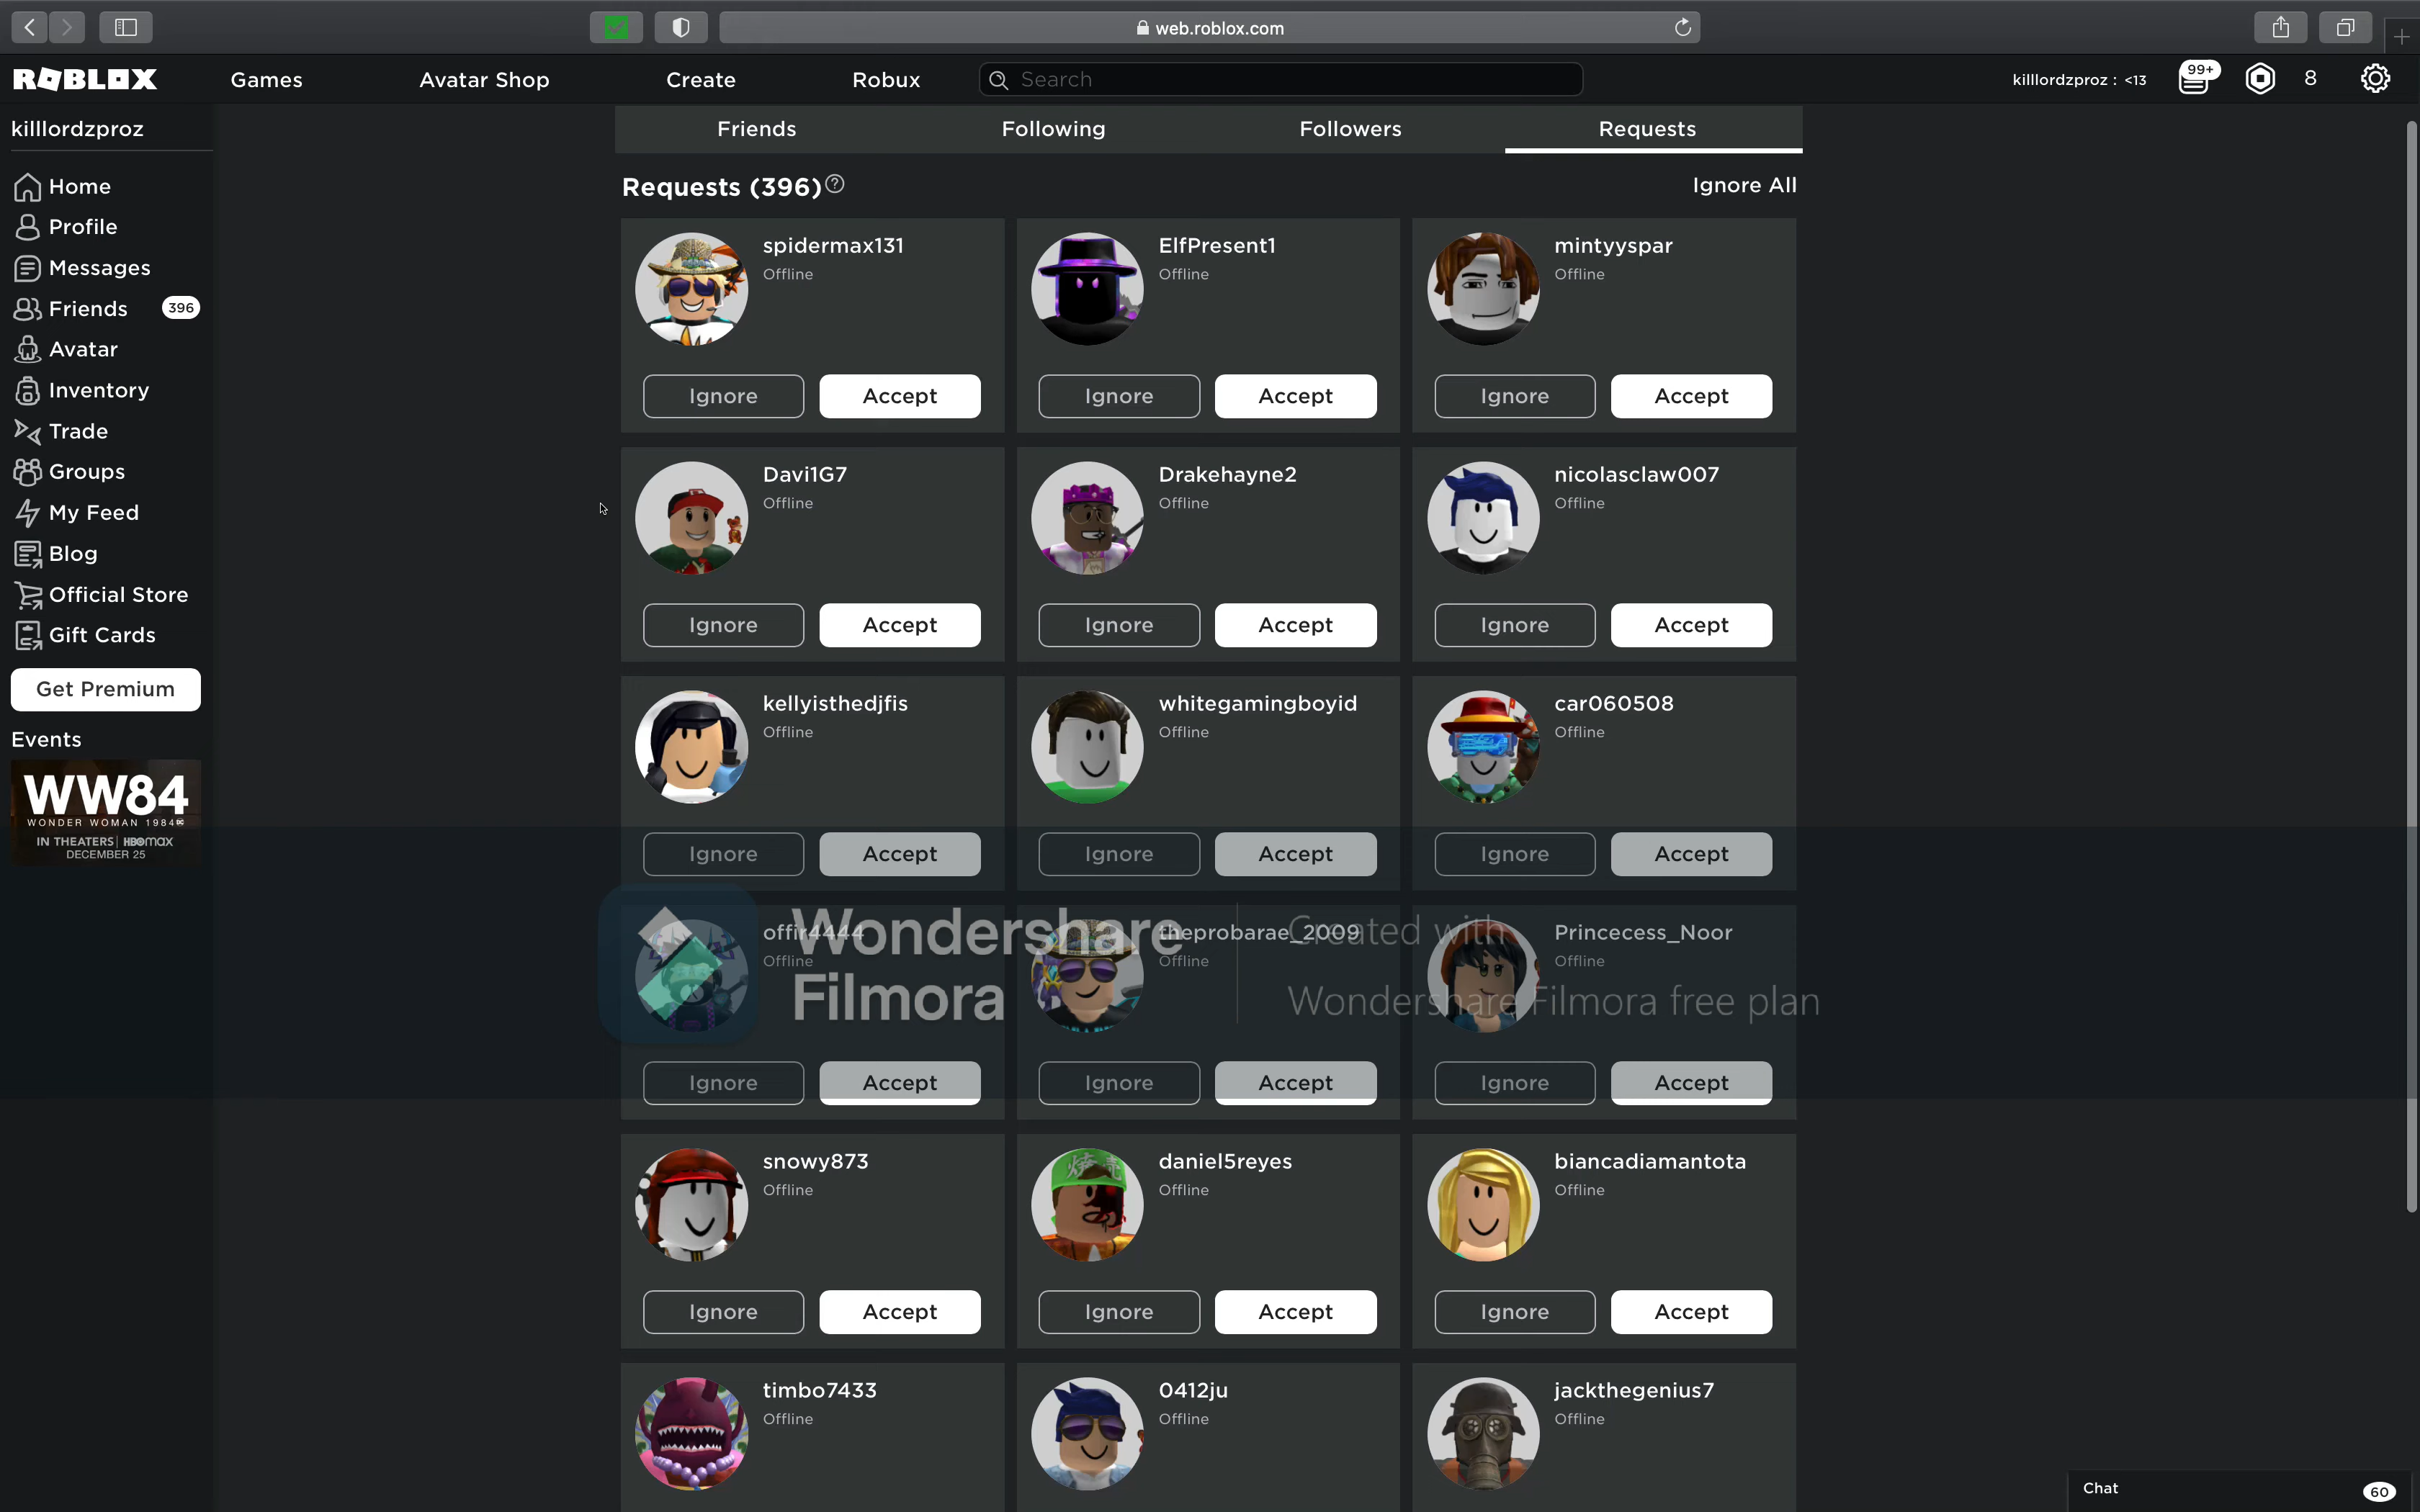 web.roblox.com
ROBLOX Games Avatar Shop Create Robux Search killlordzproz : <13 99+ 8
killlordzproz
Home
Profile
Messages
Friends 396
Avatar
Inventory
Trade
Groups
My Feed
Blog
Official Store
Gift Cards
Get Premium
Events
WW84
WONDER WOMAN 1984
IN THEATERS | HBOmax
DECEMBER 25
Friends Following Followers Requests
Requests (396) ? Ignore All
spidermax131 ElfPresent1 mintyyspar
Offline Offline Offline
Ignore Accept Ignore Accept Ignore Accept
Davi1G7 Drakehayne2 nicolasclaw007
Offline Offline Offline
Ignore Accept Ignore Accept Ignore Accept
kellyisthedjfis whitegamingboyid car060508
Offline Offline Offline
Ignore Accept Ignore Accept Ignore Accept
offir4444 theprobarae_2009 Princecess_Noor
Offline Offline Offline
Wondershare
Filmora
Created with
Wondershare Filmora free plan
Ignore Accept Ignore Accept Ignore Accept
snowy873 daniel5reyes biancadiamantota
Offline Offline Offline
Ignore Accept Ignore Accept Ignore Accept
timbo7433 0412ju jackthegenius7
Offline Offline Offline
Chat 60